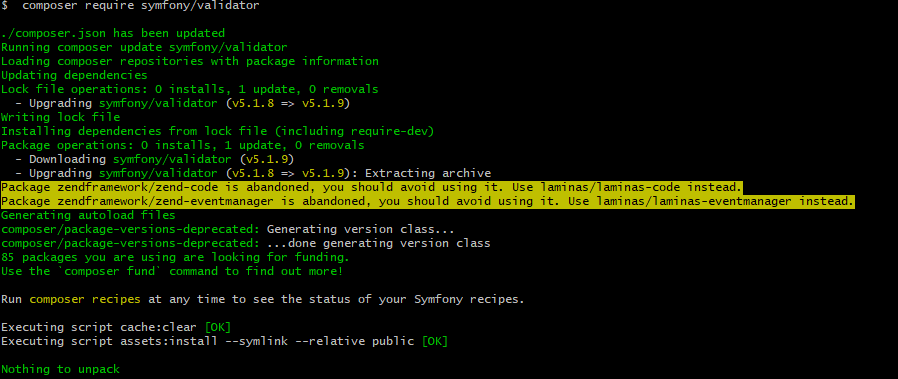 $  composer require symfony/validator
./composer.json has been updated
Running composer update symfony/validator
Loading composer repositories with package information
Updating dependencies
Lock file operations: 0 installs, 1 update, 0 removals
  - Upgrading symfony/validator (v5.1.8 => v5.1.9)
Writing lock file
Installing dependencies from lock file (including require-dev)
Package operations: 0 installs, 1 update, 0 removals
  - Downloading symfony/validator (v5.1.9)
  - Upgrading symfony/validator (v5.1.8 => v5.1.9): Extracting archive
Package zendframework/zend-code is abandoned, you should avoid using it. Use laminas/laminas-code instead.
Package zendframework/zend-eventmanager is abandoned, you should avoid using it. Use laminas/laminas-eventmanager instead.
Generating autoload files
composer/package-versions-deprecated: Generating version class...
composer/package-versions-deprecated: ...done generating version class
85 packages you are using are looking for funding.
Use the `composer fund` command to find out more!
Run composer recipes at any time to see the status of your Symfony recipes.
Executing script cache:clear [OK]
Executing script assets:install --symlink --relative public [OK]
Nothing to unpack